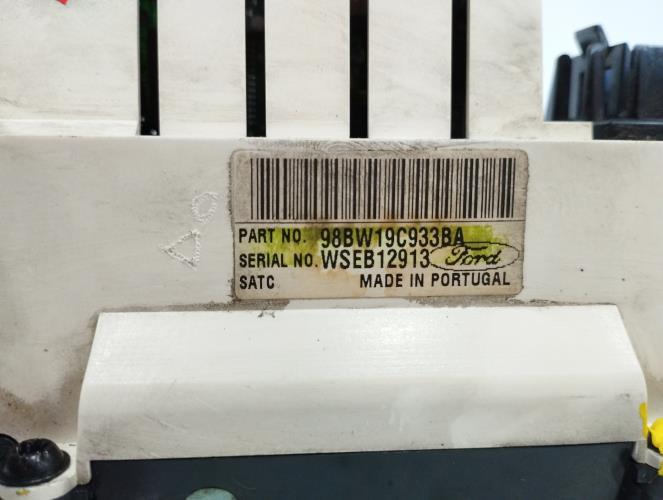 PART NO. 98BW19C933BA
SERIAL NO. WSEB12913 Ford
SATC MADE IN PORTUGAL